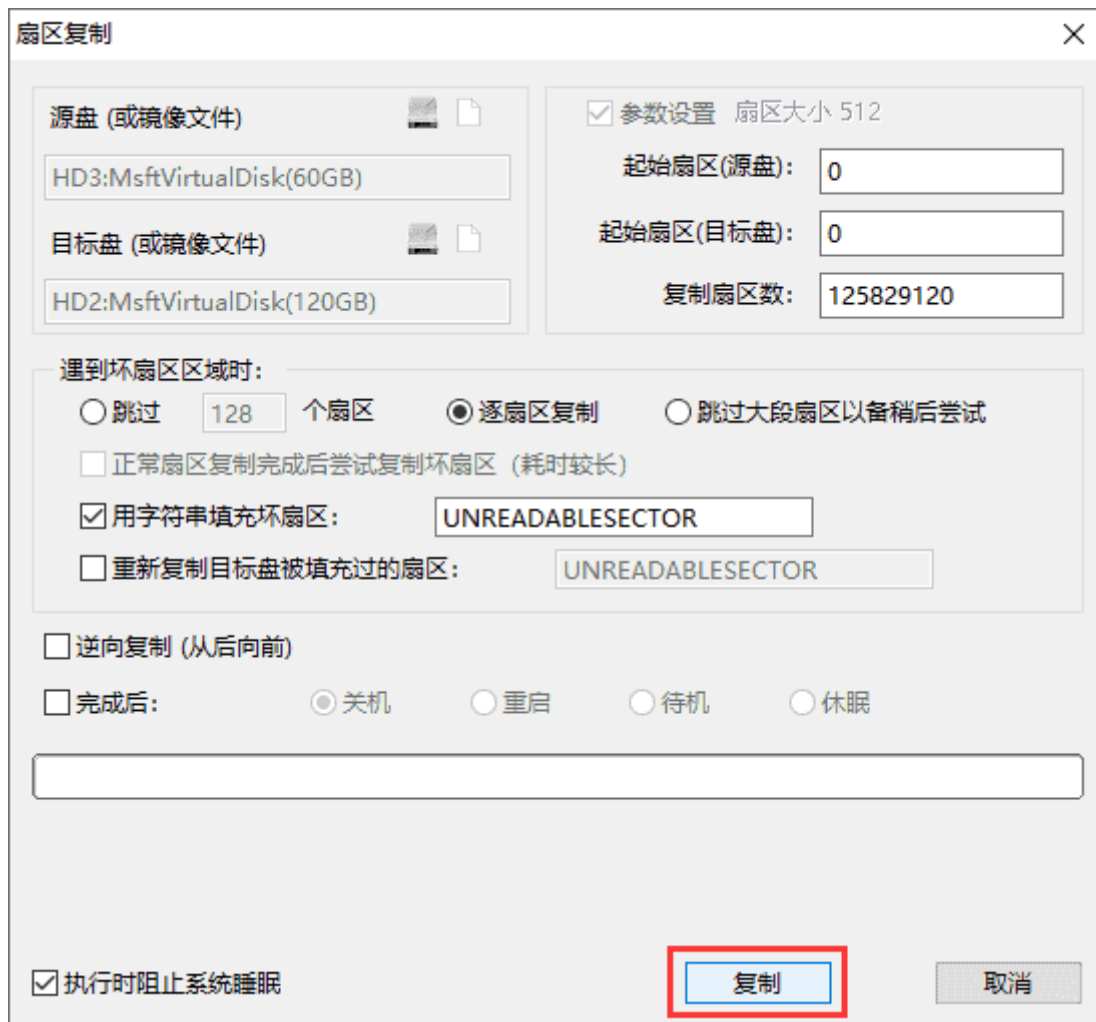 扇区复制
源盘 (或镜像文件)
HD3:MsftVirtualDisk(60GB)
目标盘 (或镜像文件)
HD2:MsftVirtualDisk(120GB)
参数设置 扇区大小 512
起始扇区(源盘): 0
起始扇区(目标盘): 0
复制扇区数: 125829120
遇到坏扇区区域时:
跳过 128 个扇区 逐扇区复制 跳过大段扇区以备稍后尝试
正常扇区复制完成后尝试复制坏扇区 (耗时较长)
用字符串填充坏扇区: UNREADABLESECTOR
重新复制目标盘被填充过的扇区: UNREADABLESECTOR
逆向复制 (从后向前)
完成后: 关机 重启 待机 休眠
执行时阻止系统睡眠 复制 取消